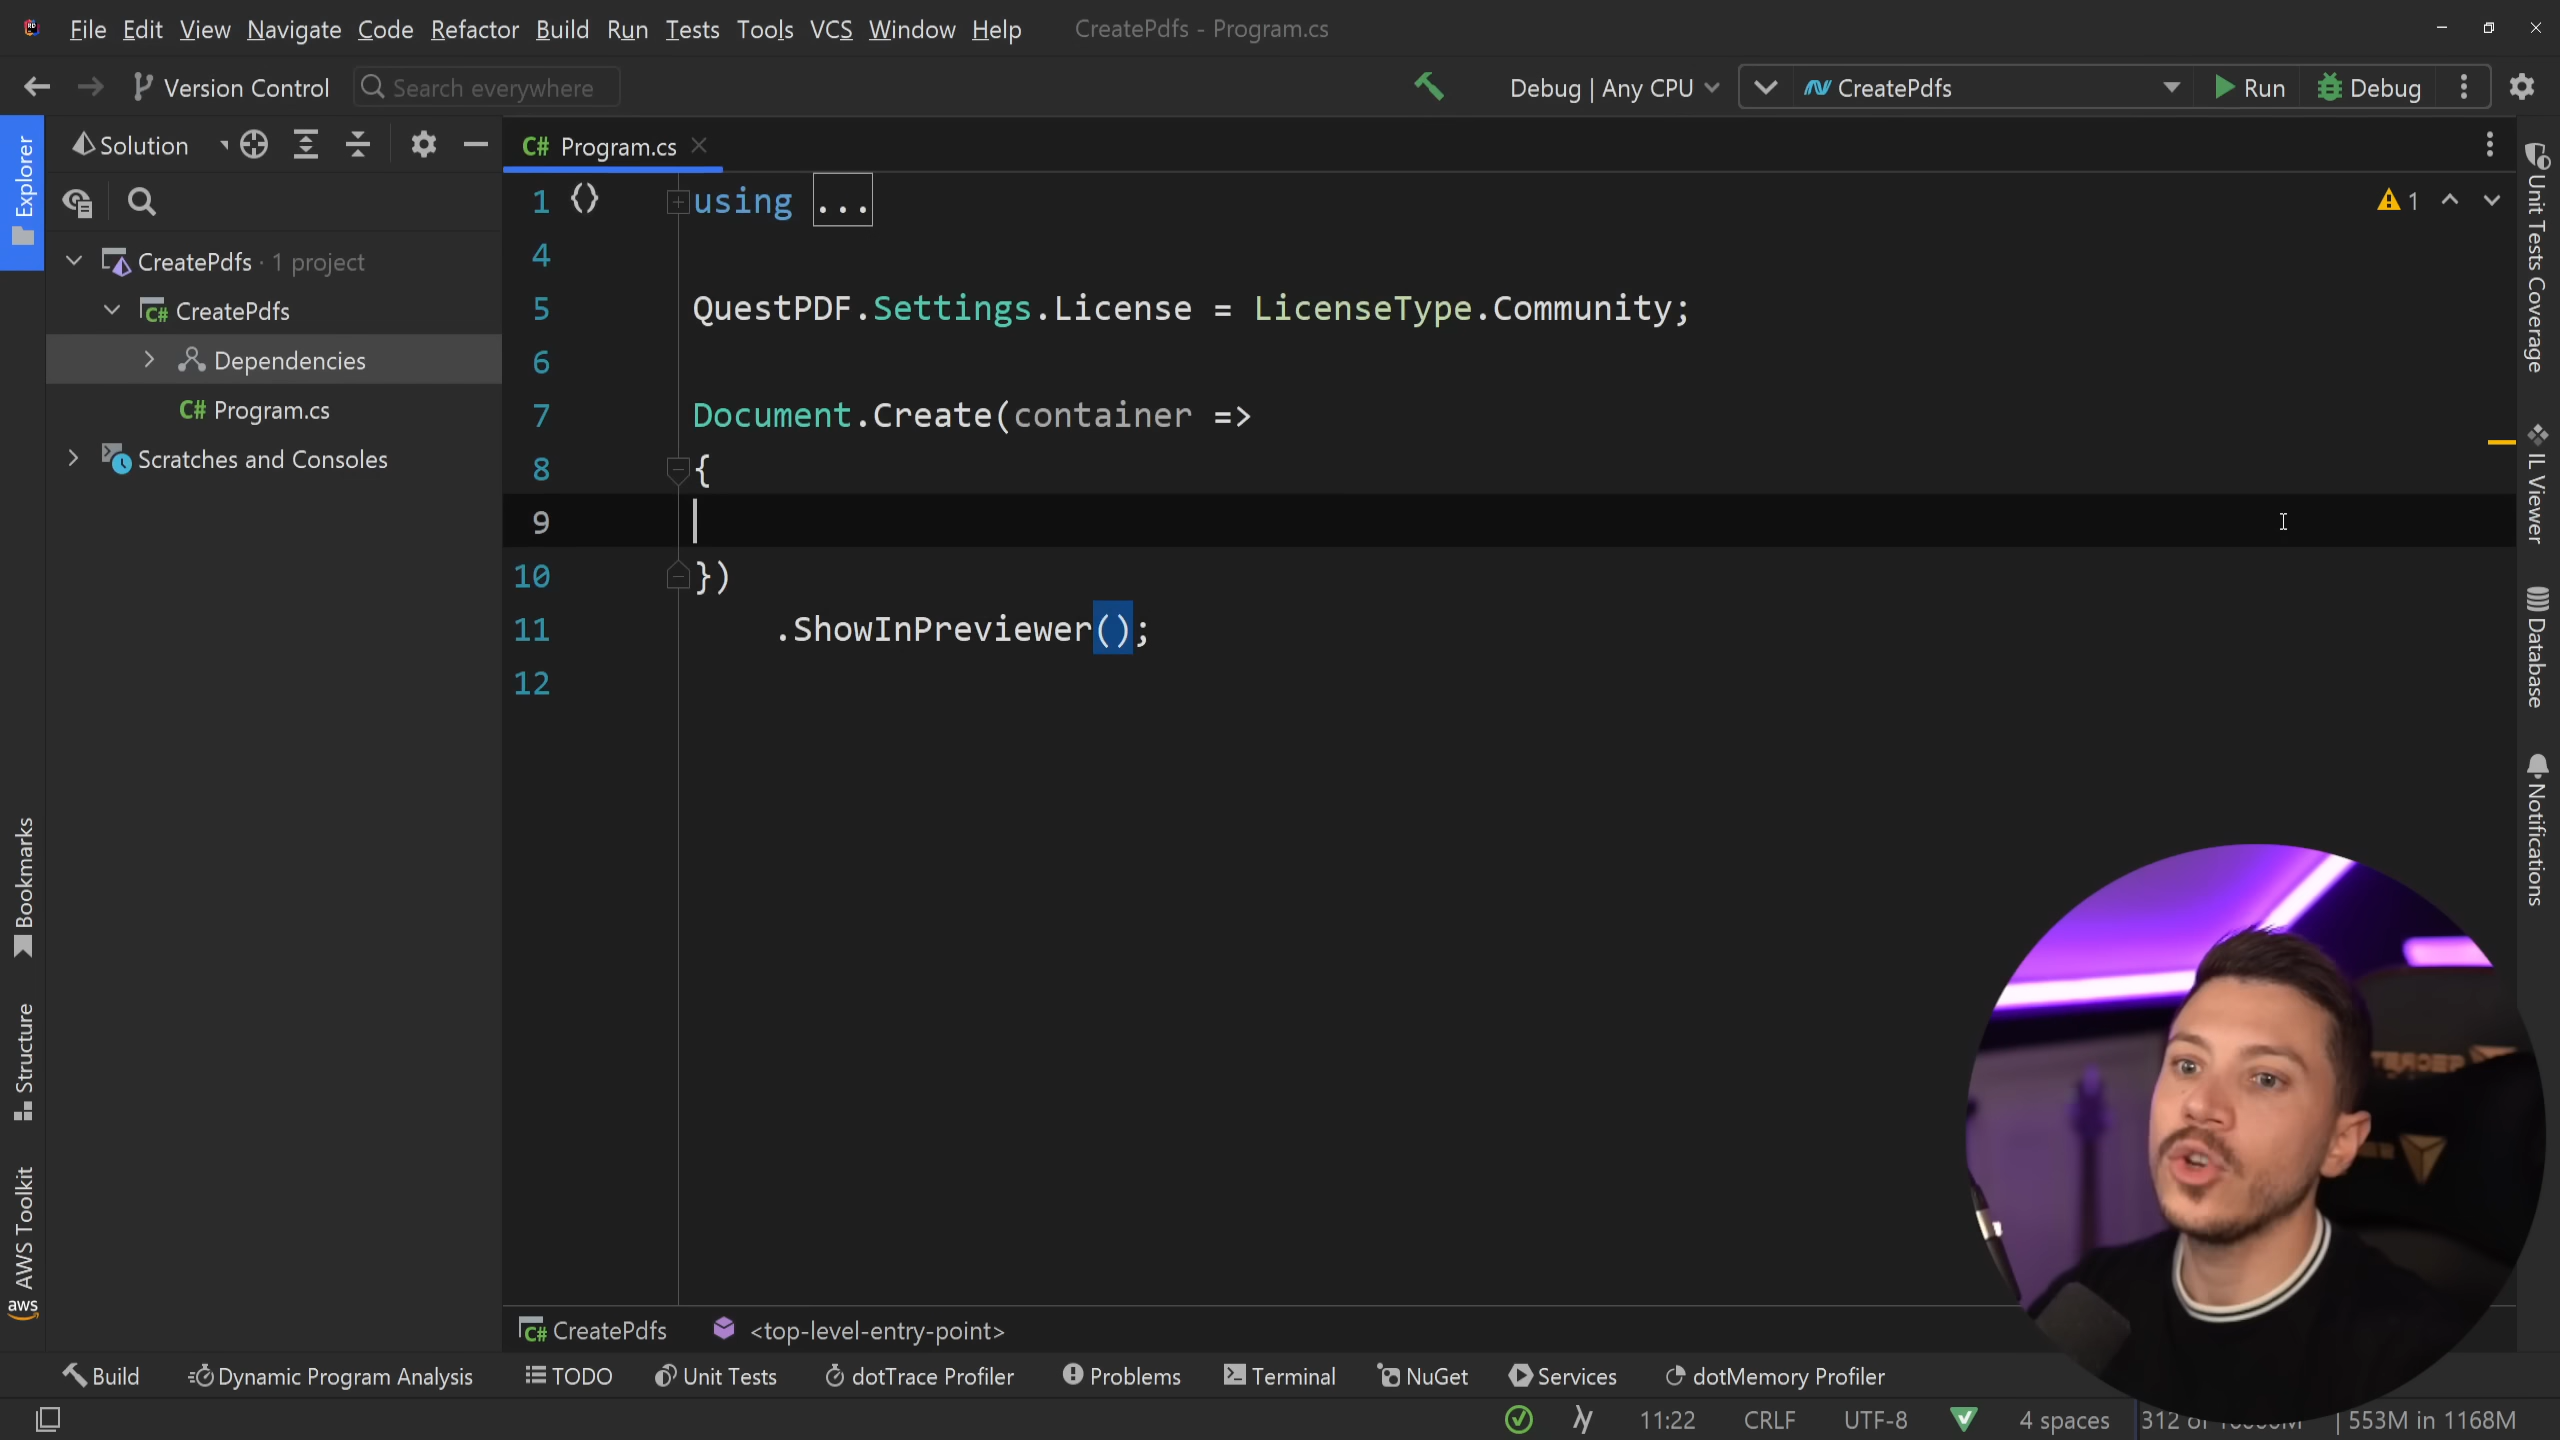 File Edit View Navigate Code Refactor Build Run Tests Tools VCS Window Help CreatePdfs - Program.cs
Version Control Search everywhere Debug | Any CPU CreatePdfs Run Debug
Explorer
Solution
C# Program.cs
CreatePdfs · 1 project
C# CreatePdfs
Dependencies
C# Program.cs
Scratches and Consoles
1 using ...
4
5 QuestPDF.Settings.License = LicenseType.Community;
6
7 Document.Create(container =>
8 {
9
10 })
11 .ShowInPreviewer();
12
1
Unit Tests Coverage
IL Viewer
Database
Notifications
Bookmarks
Structure
AWS Toolkit
aws
C# CreatePdfs <top-level-entry-point>
Build Dynamic Program Analysis TODO Unit Tests dotTrace Profiler Problems Terminal NuGet Services dotMemory Profiler
11:22 CRLF UTF-8 4 spaces 312 of 553M in 1168M